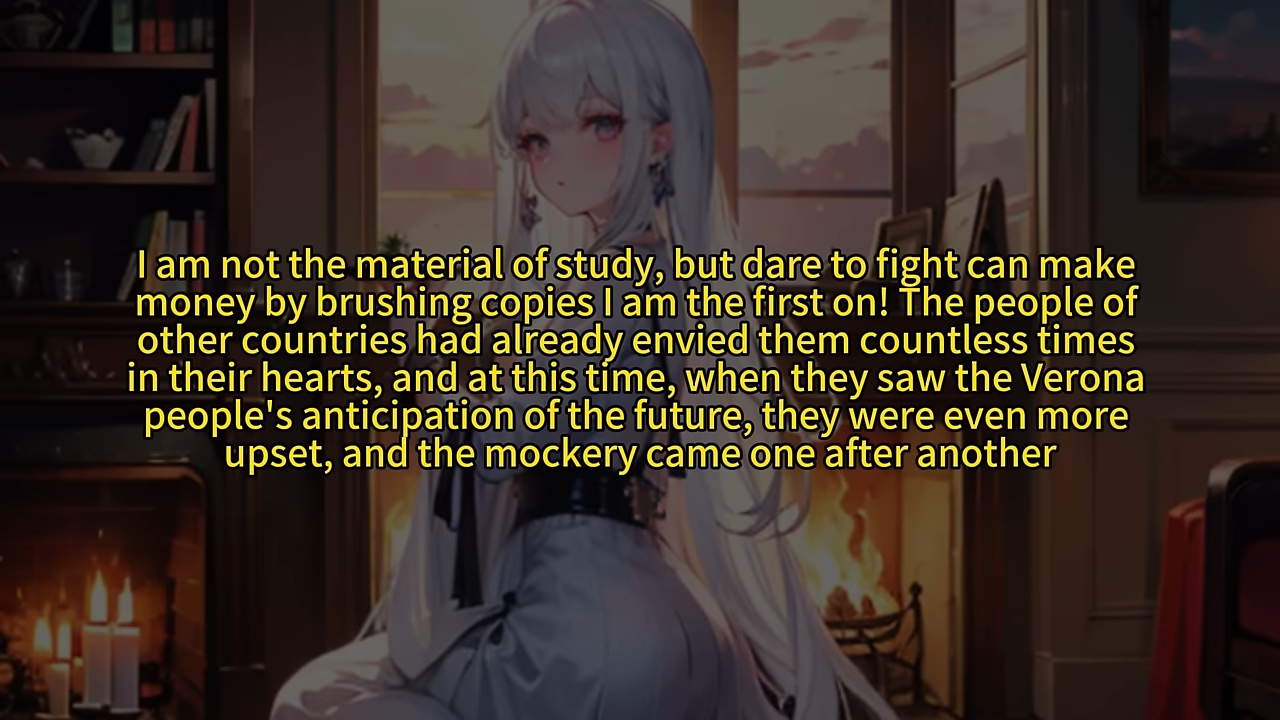 I am not the material of study, but dare to fight can make
money by brushing copies I am the first on! The people of
other countries had already envied them countless times
in their hearts, and at this time, when they saw the Verona
people's anticipation of the future, they were even more
upset, and the mockery came one after another